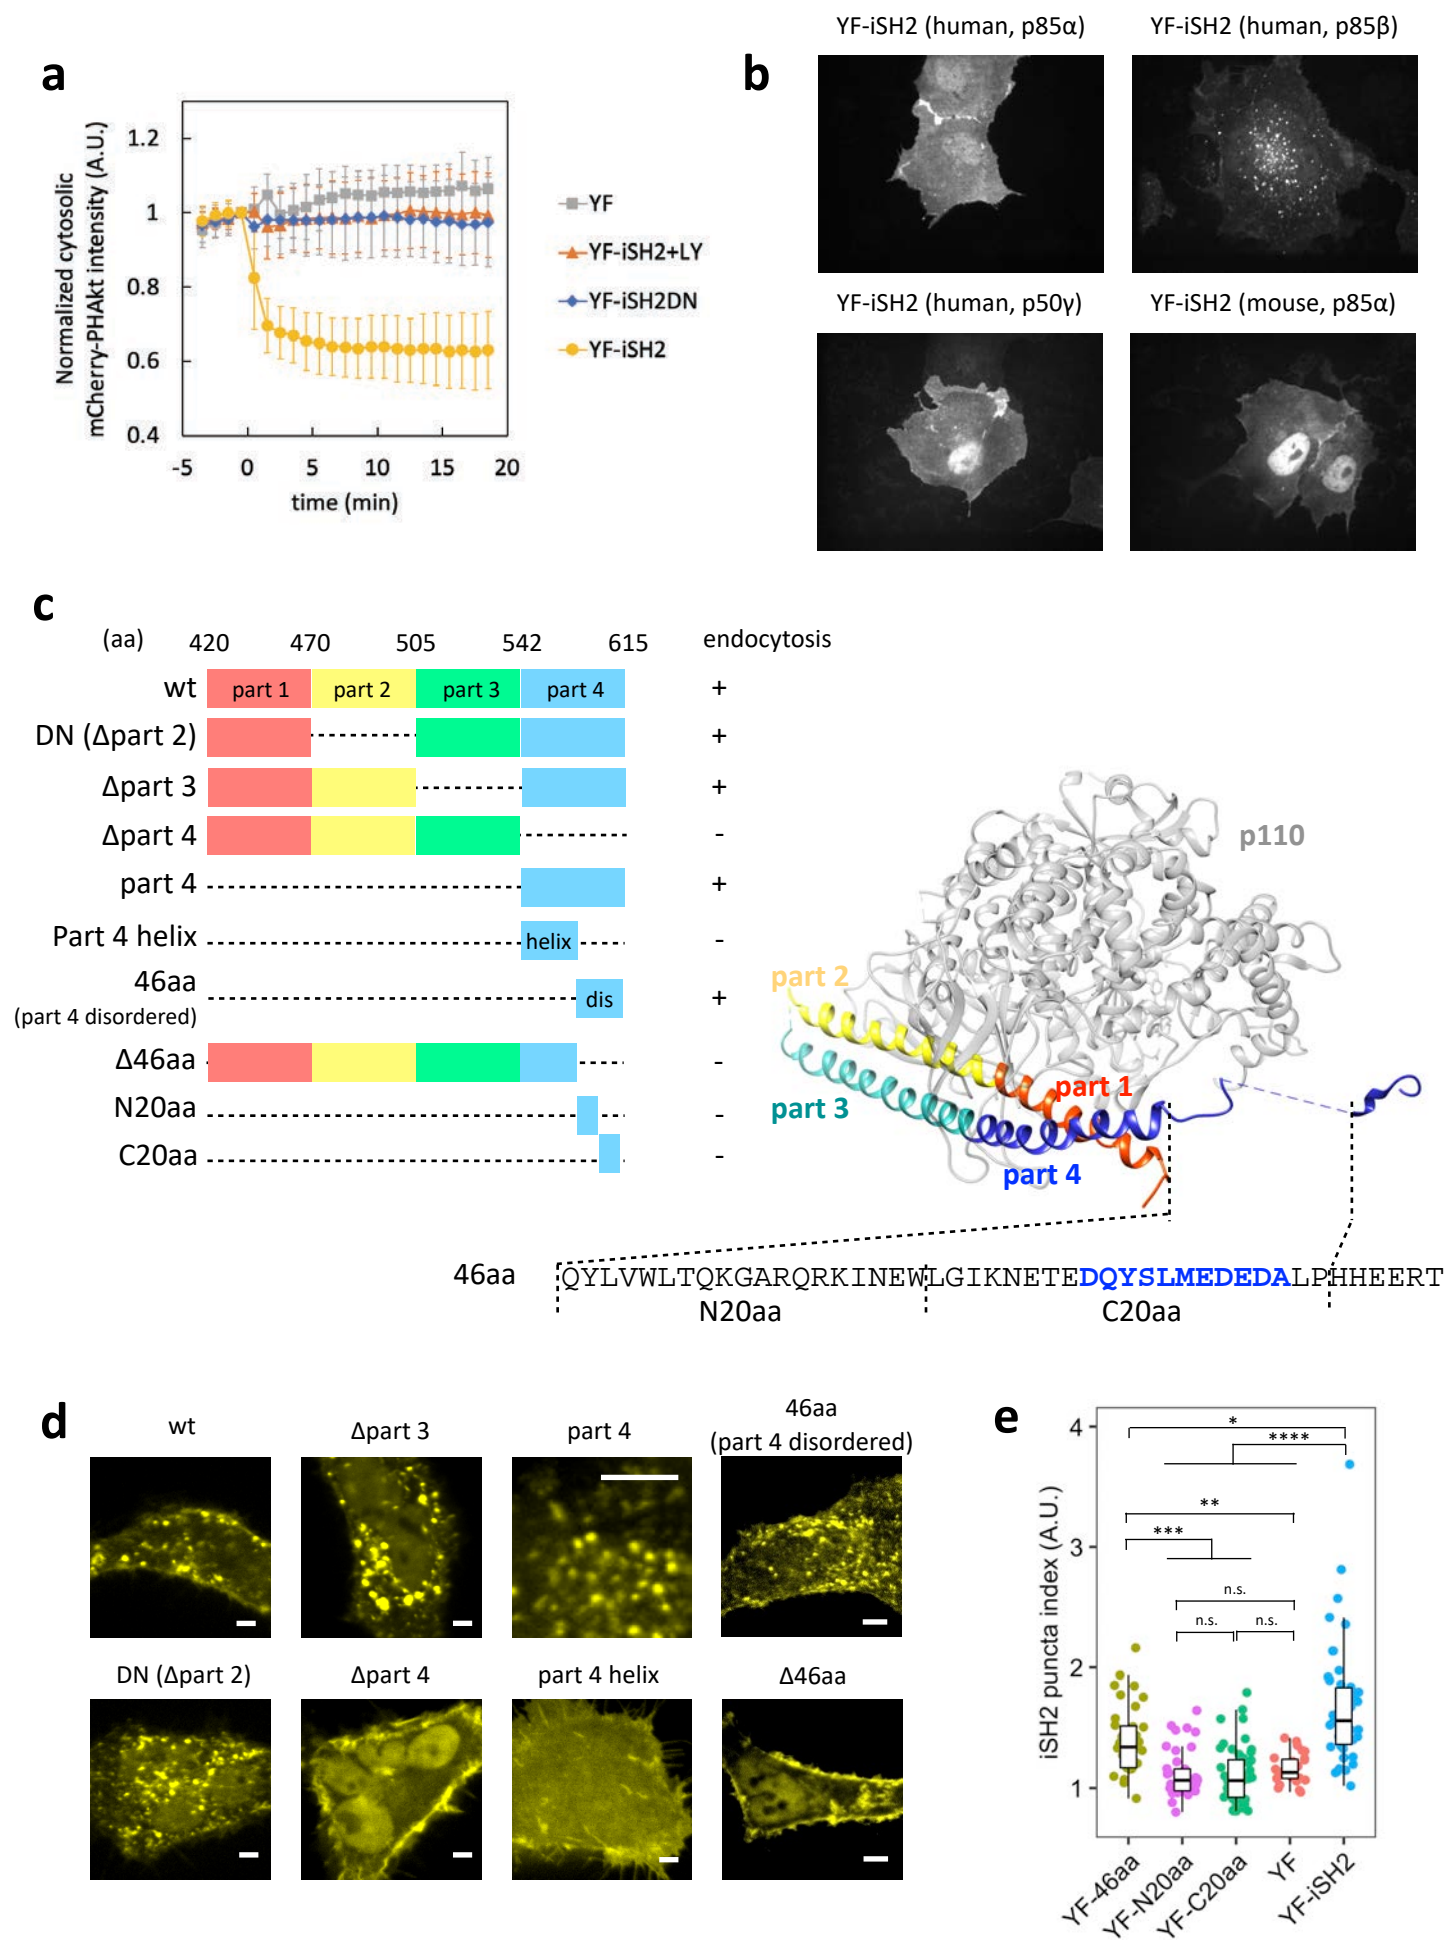 a
Normalized cytosolic
mCherry-PHAkt intensity (A.U.)
1.2
1
0.8
0.6
0.4
-5 0 5 10 15 20
time (min)
YF
YF-iSH2+LY
YF-iSH2DN
YF-iSH2
b
YF-iSH2 (human, p85α) YF-iSH2 (human, p85β)
YF-iSH2 (human, p50γ) YF-iSH2 (mouse, p85α)
c
(aa) 420 470 505 542 615 endocytosis
wt part 1 part 2 part 3 part 4 +
DN (Δpart 2) +
Δpart 3 +
Δpart 4 -
part 4 +
Part 4 helix helix -
46aa
(part 4 disordered) dis +
Δ46aa -
N20aa -
C20aa -
p110
part 2
part 1
part 3
part 4
46aa QYLVWLTQKGARQRKINEWLGIKNETEDQYSLMEDEDALPHHEERT
N20aa C20aa
d
wt Δpart 3 part 4 46aa
(part 4 disordered)
DN (Δpart 2) Δpart 4 part 4 helix Δ46aa
e
iSH2 puncta index (A.U.)
4
3
2
1
*
****
**
***
n.s.
n.s. n.s.
YF-46aa YF-N20aa YF-C20aa YF YF-iSH2